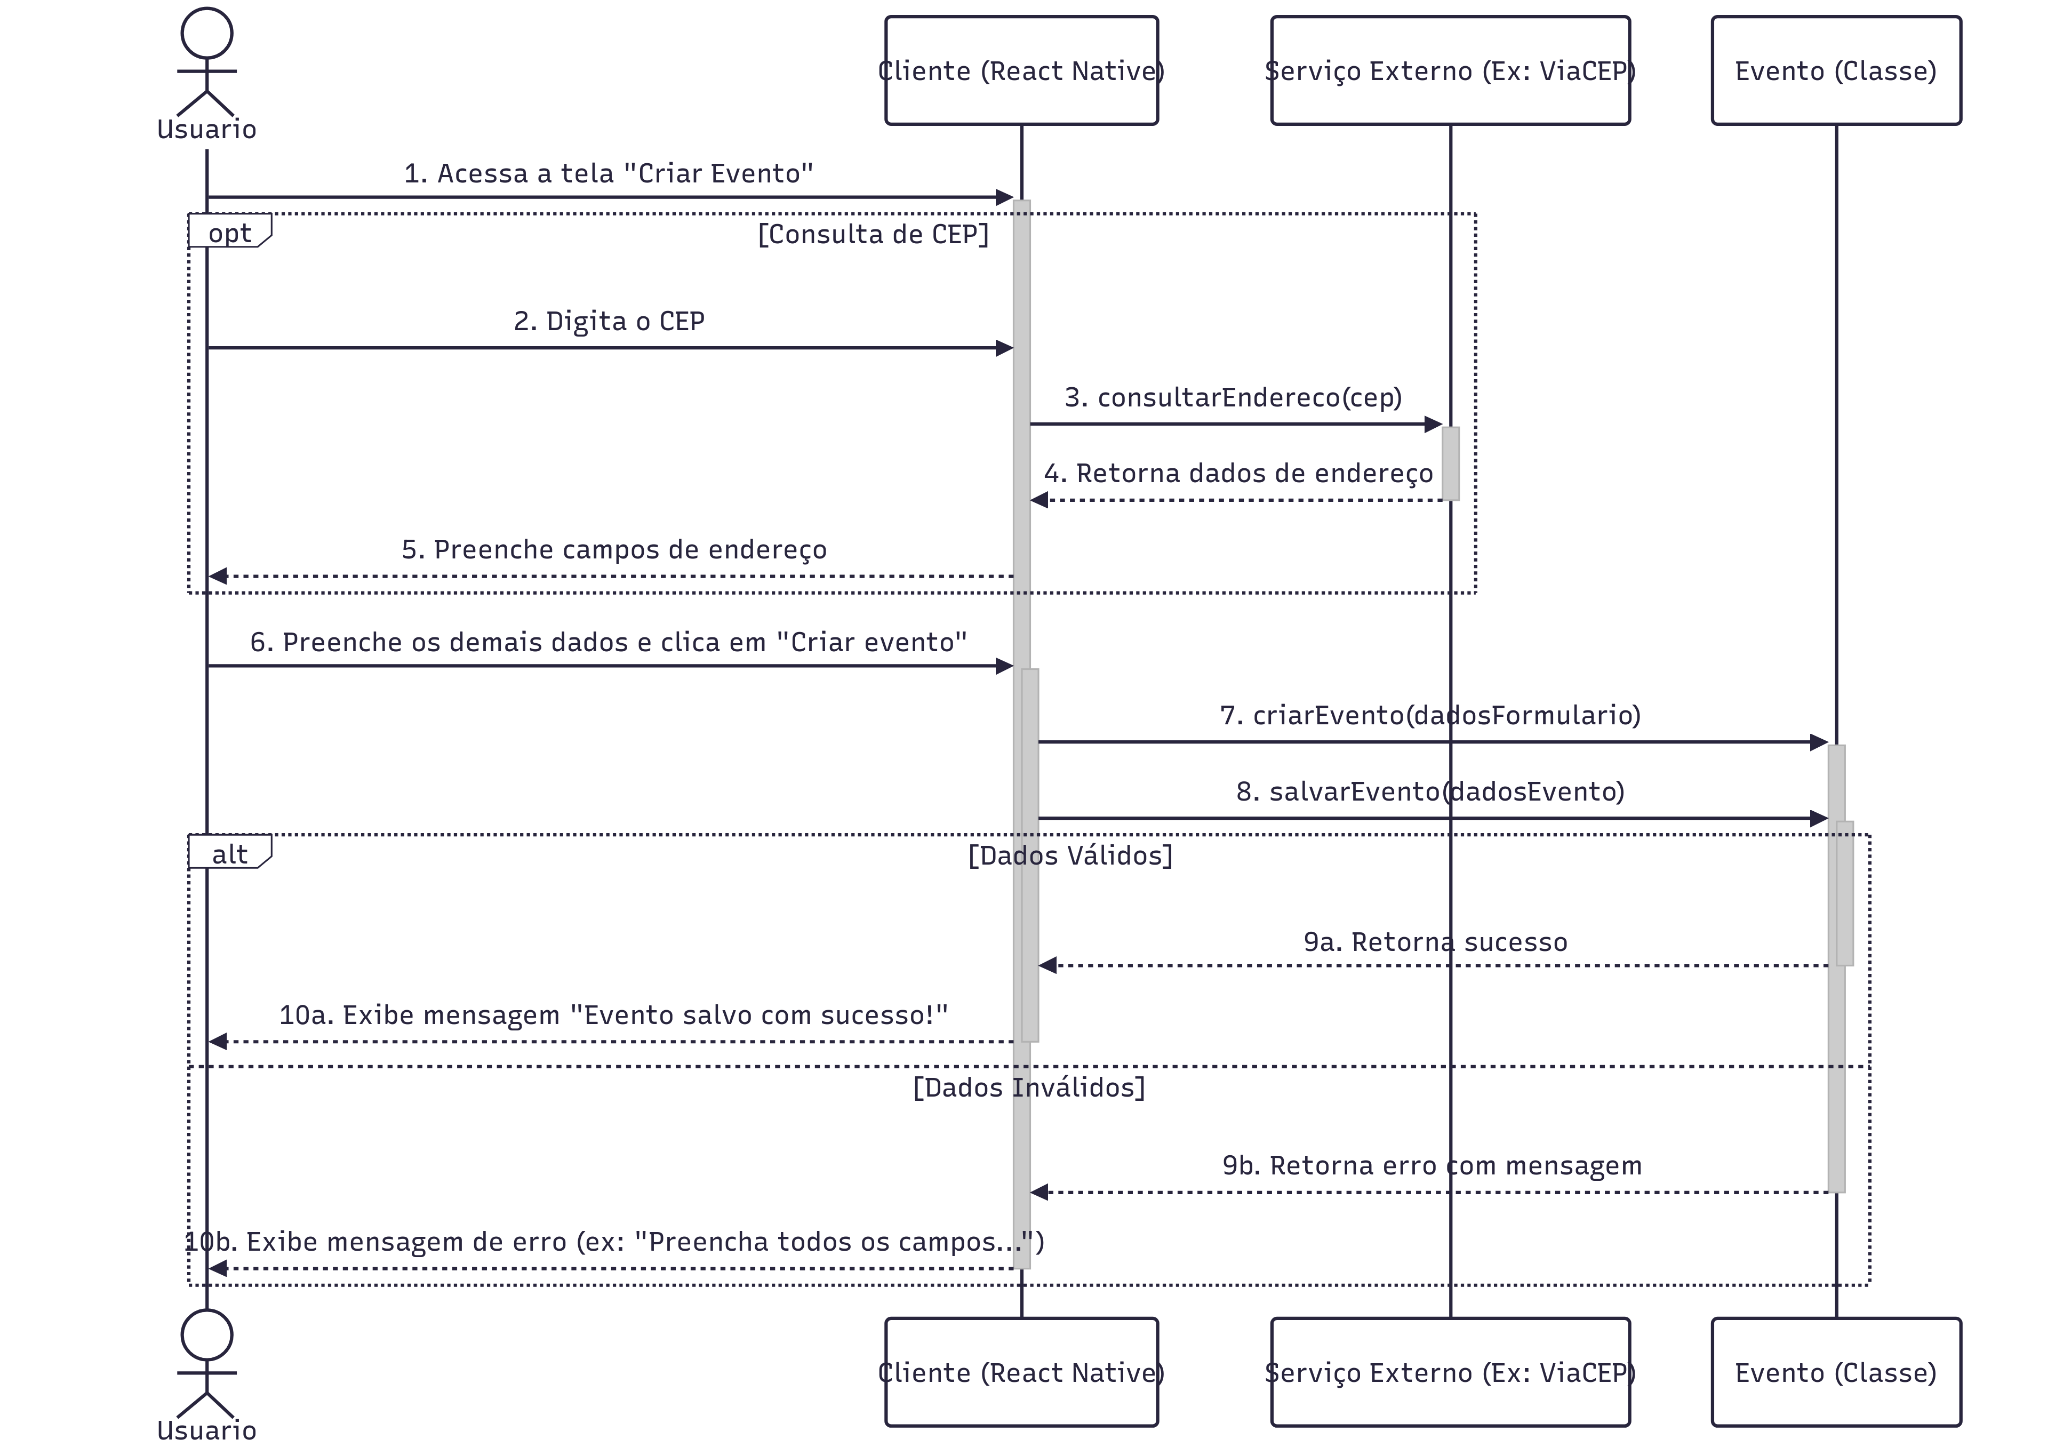 Usuario
Cliente (React Native)
Serviço Externo (Ex: ViaCEP)
Evento (Classe)
1. Acessa a tela "Criar Evento"
opt
[Consulta de CEP]
2. Digita o CEP
3. consultarEndereco(cep)
4. Retorna dados de endereço
5. Preenche campos de endereço
6. Preenche os demais dados e clica em "Criar evento"
7. criarEvento(dadosFormulario)
8. salvarEvento(dadosEvento)
alt
[Dados Válidos]
9a. Retorna sucesso
10a. Exibe mensagem "Evento salvo com sucesso!"
[Dados Inválidos]
9b. Retorna erro com mensagem
10b. Exibe mensagem de erro (ex: "Preencha todos os campos...")
Usuario
Cliente (React Native)
Serviço Externo (Ex: ViaCEP)
Evento (Classe)